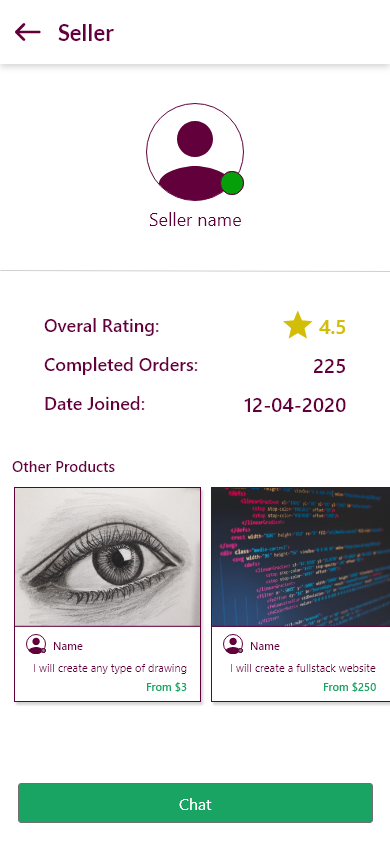 Seller
Seller name
Overal Rating: 4.5
Completed Orders: 225
Date Joined: 12-04-2020
Other Products
Name
I will create any type of drawing
From $3
Name
I will create a fullstack website
From $250
Chat